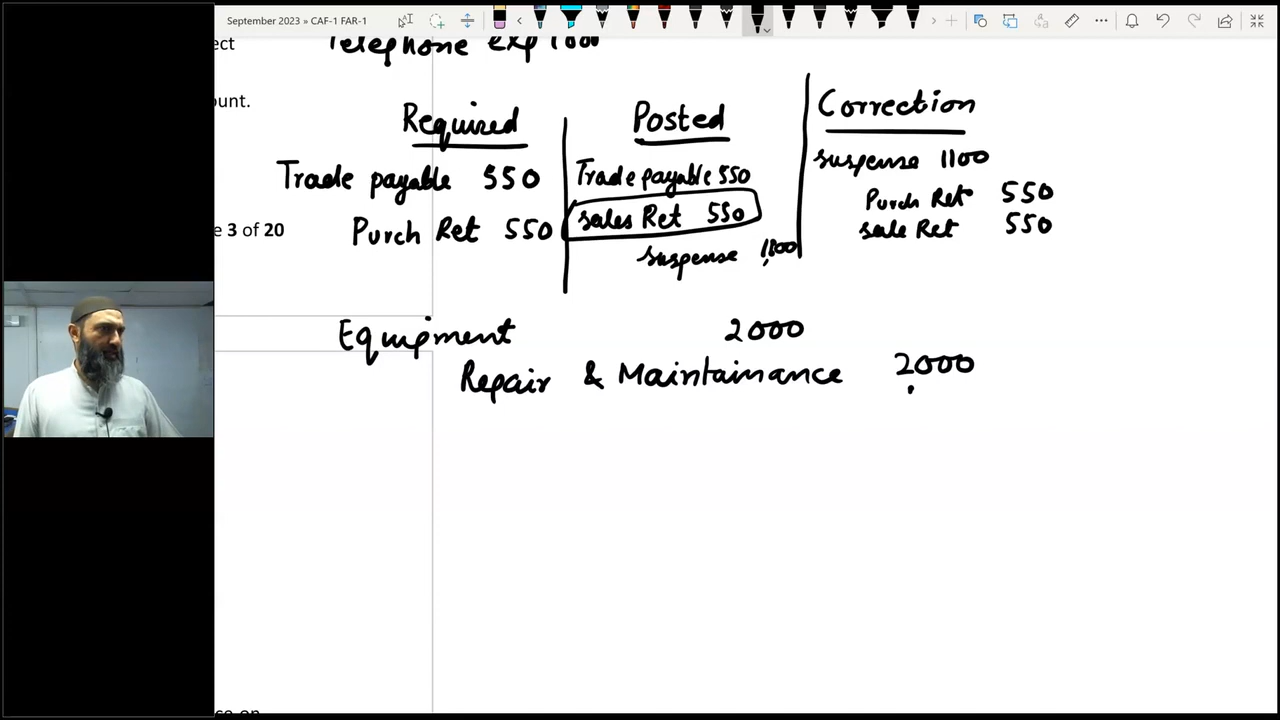 September 2023 » CAF-1 FAR-1
ect
Telephone exp 1000
ount.
Required
Posted
Correction
Trade payable 550
Purch Ret 550
Trade payable 550
Sales Ret 550
suspense 1100
suspense 1100
Purch Ret 550
sale Ret 550
e 3 of 20
Equipment 2000
Repair & Maintainance 2000